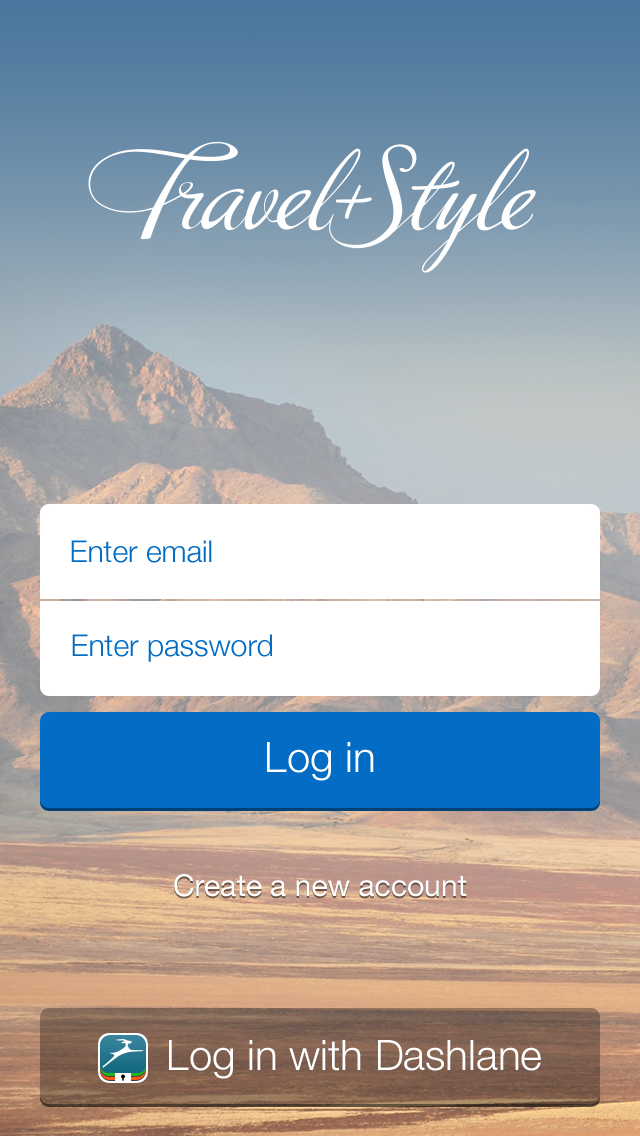 Travel+Style
Enter email
Enter password
Log in
Create a new account
Log in with Dashlane